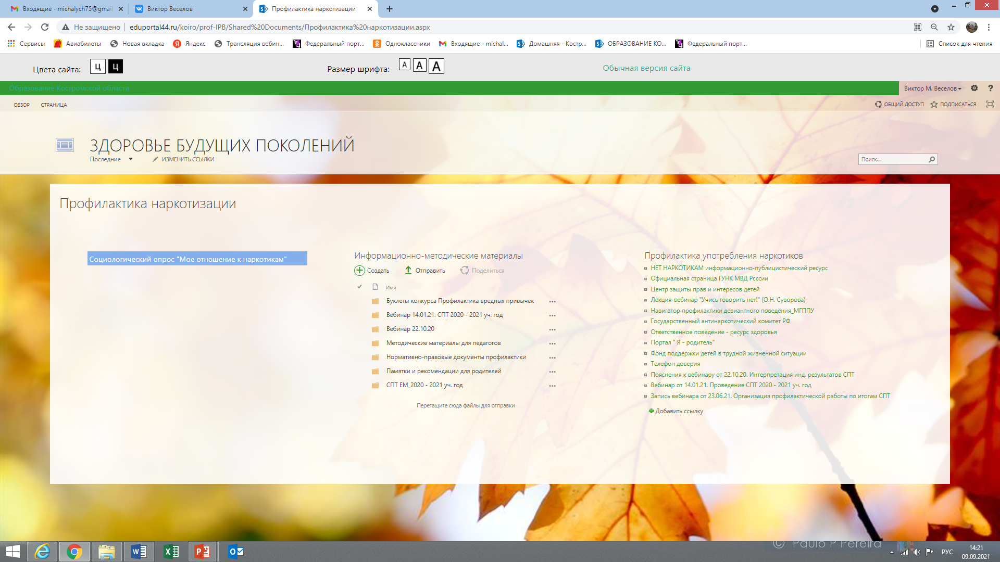 Входящие - michalych75@gmail.
Виктор Веселов
Профилактика наркотизации
Не защищено
eduportal44.ru/koiro/prof-IPB/Shared%20Documents/Профилактика%20наркотизации.aspx
Сервисы
Авиабилеты
Новая вкладка
Яндекс
Трансляция вебин...
Федеральный порт...
Одноклассники
Входящие - michal...
Домашняя - Костр...
ОБРАЗОВАНИЕ КО...
Федеральный порт...
Список для чтения
Цвета сайта: Ц Ц
Размер шрифта: A A A
Обычная версия сайта
Образование Костромской области
Виктор М. Веселов
ОБЗОР СТРАНИЦА
ОБЩИЙ ДОСТУП ПОДПИСАТЬСЯ
ЗДОРОВЬЕ БУДУЩИХ ПОКОЛЕНИЙ
Последние
ИЗМЕНИТЬ ССЫЛКИ
Поиск...
Профилактика наркотизации
Социологический опрос "Мое отношение к наркотикам"
Информационно-методические материалы
Создать Отправить Поделиться
Имя
Буклеты конкурса Профилактика вредных привычек
Вебинар 14.01.21. СПТ 2020 - 2021 уч. год
Вебинар 22.10.20
Методические материалы для педагогов
Нормативно-правовые документы профилактики
Памятки и рекомендации для родителей
СПТ ЕМ_2020 - 2021 уч. год
Перетащите сюда файлы для отправки
Профилактика употребления наркотиков
НЕТ НАРКОТИКАМ информационно-публицистический ресурс
Официальная страница ГУНК МВД Рсссии
Центр защиты прав и интересов детей
Лекция-вебинар "Учись говорить нет!" (О.Н. Суворова)
Навигатор профилактики девиантного поведения_МГППУ
Государственный антинаркотический комитет РФ
Ответственное поведение - ресурс здоровья
Портал " Я - родитель"
Фонд поддержки детей в трудной жизненной ситуации
Телефон доверия
Пояснения к вебинару от 22.10.20. Интерпретация инд. результатов СПТ
Вебинар от 14.01.21. Проведение СПТ 2020 - 2021 уч. год
Запись вебинара от 23.06.21. Организация профилактической работы по итогам СПТ
Добавить ссылку
© Paulo P Pereira
РУС
14:21
09.09.2021